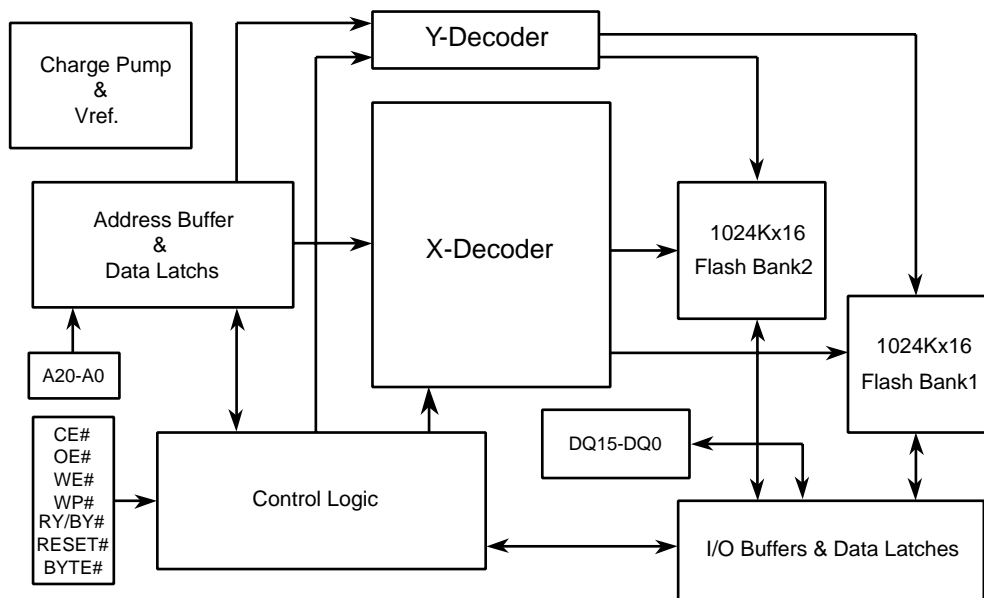 Y-Decoder
Charge Pump
&
Vref.
Address Buffer
&
Data Latchs
X-Decoder
1024Kx16
Flash Bank2
1024Kx16
Flash Bank1
A20-A0
CE#
OE#
WE#
WP#
RY/BY#
RESET#
BYTE#
Control Logic
DQ15-DQ0
I/O Buffers & Data Latches